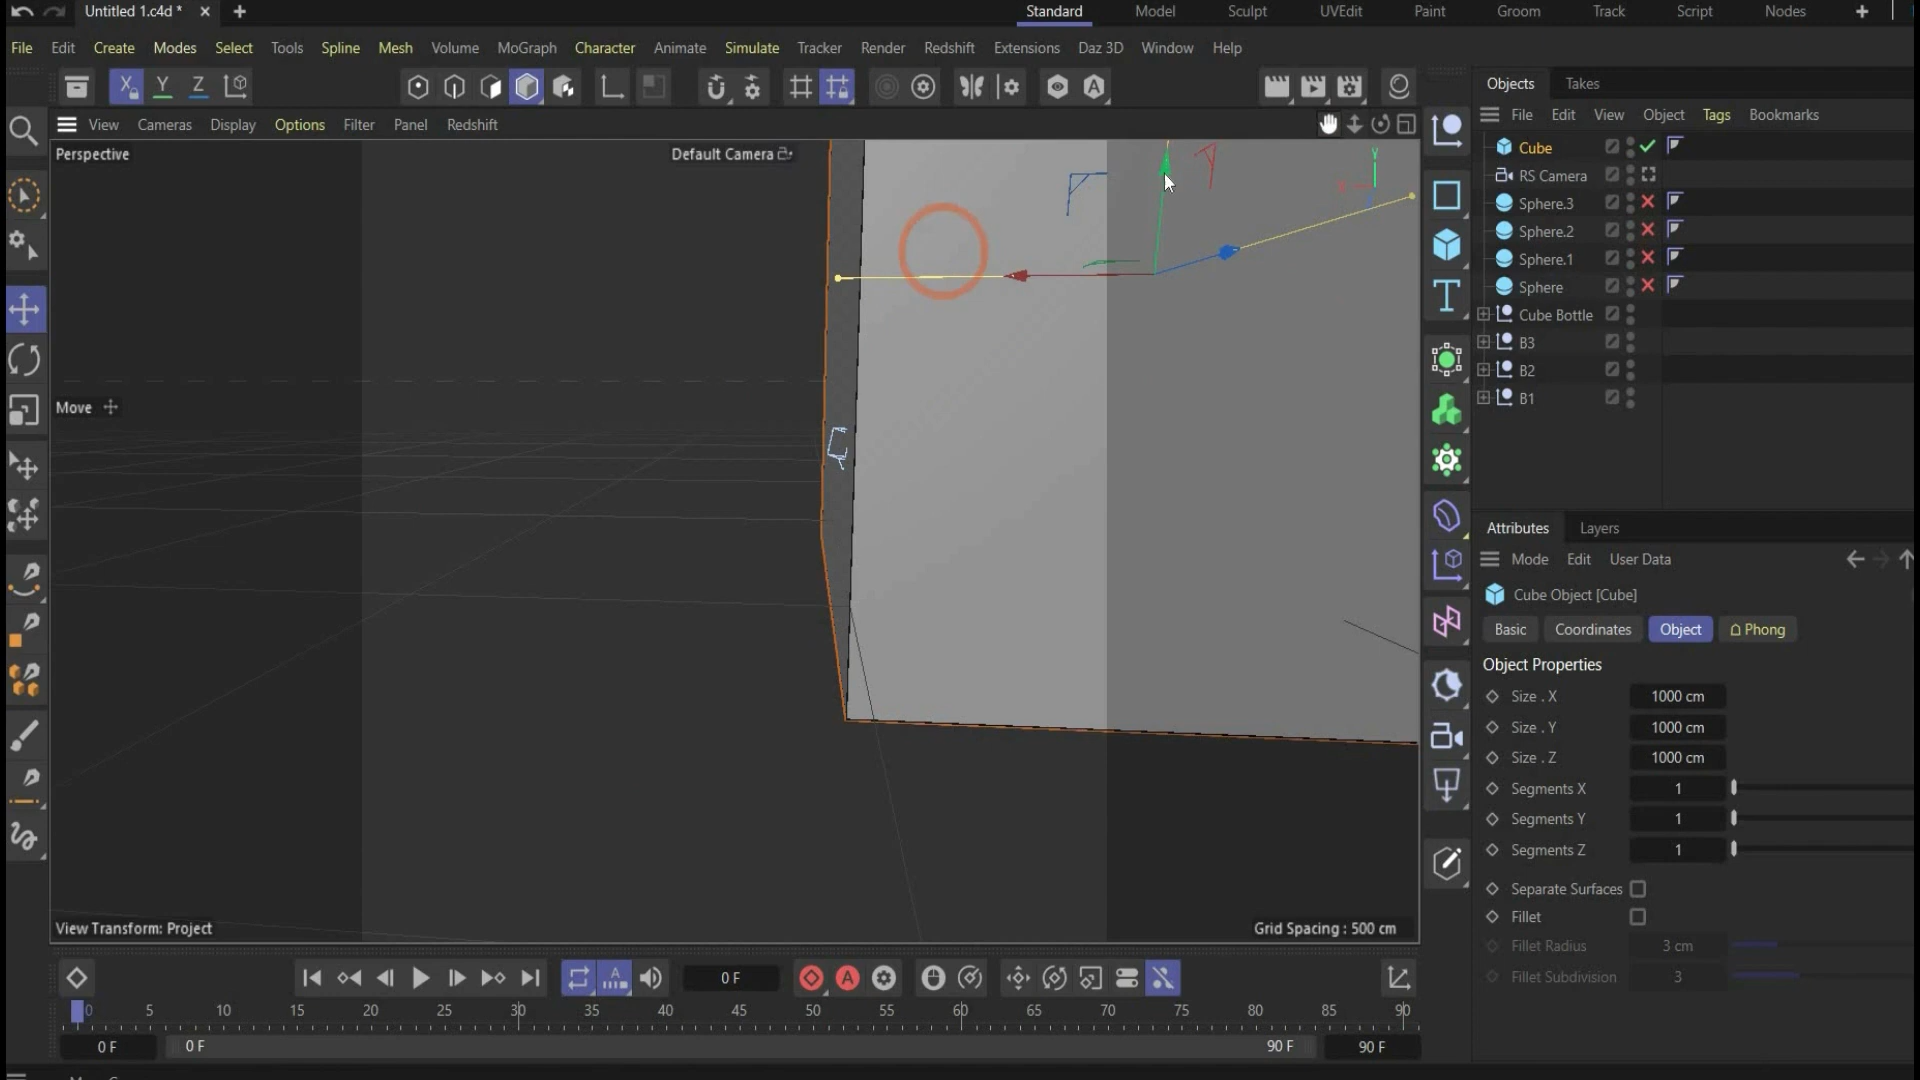 Untitled 1.c4d *
Standard Model Sculpt UVEdit Paint Groom Track Script Nodes
File Edit Create Modes Select Tools Spline Mesh Volume MoGraph Character Animate Simulate Tracker Render Redshift Extensions Daz 3D Window Help
X Y Z
Objects Takes
View Cameras Display Options Filter Panel Redshift
File Edit View Object Tags Bookmarks
Perspective
Default Camera
Y
Cube
RS Camera
Sphere.3
Sphere.2
Sphere.1
Sphere
Cube Bottle
B3
B2
B1
Move
Attributes Layers
Mode Edit User Data
Cube Object [Cube]
Basic Coordinates Object Phong
Object Properties
Size . X 1000 cm
Size . Y 1000 cm
Size . Z 1000 cm
Segments X 1
Segments Y 1
Segments Z 1
Separate Surfaces
Fillet
Fillet Radius 3 cm
Fillet Subdivision 3
View Transform: Project
Grid Spacing : 500 cm
0 F
0 5 10 15 20 25 30 35 40 45 50 55 60 65 70 75 80 85 90
0 F 0 F 90 F 90 F